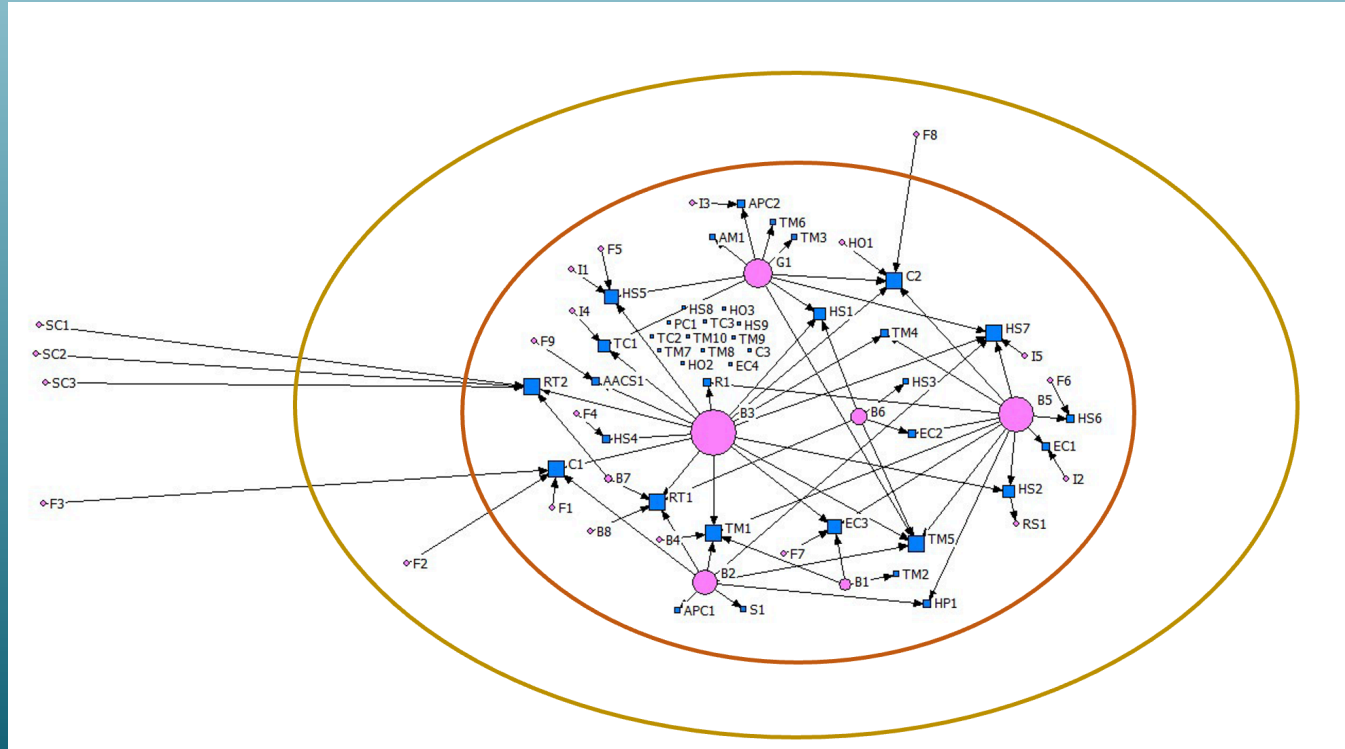 F8
I3
APC2
TM6
AM1
TM3
HO1
F5
G1
I1
C2
HS5
HS8
HO3
I4
HS1
SC1
PC1
TC3
HS9
HS7
TM4
F9
TC1
TC2
TM10
TM9
SC2
TM7
TM8
C3
I5
HO2
EC4
SC3
RT2
AACS1
R1
HS3
F6
B5
F4
B3
B6
HS6
HS4
EC2
EC1
C1
B7
I2
HS2
F3
RT1
F1
RS1
B8
B4
TM1
EC3
TM5
F7
F2
B2
B1
TM2
APC1
S1
HP1